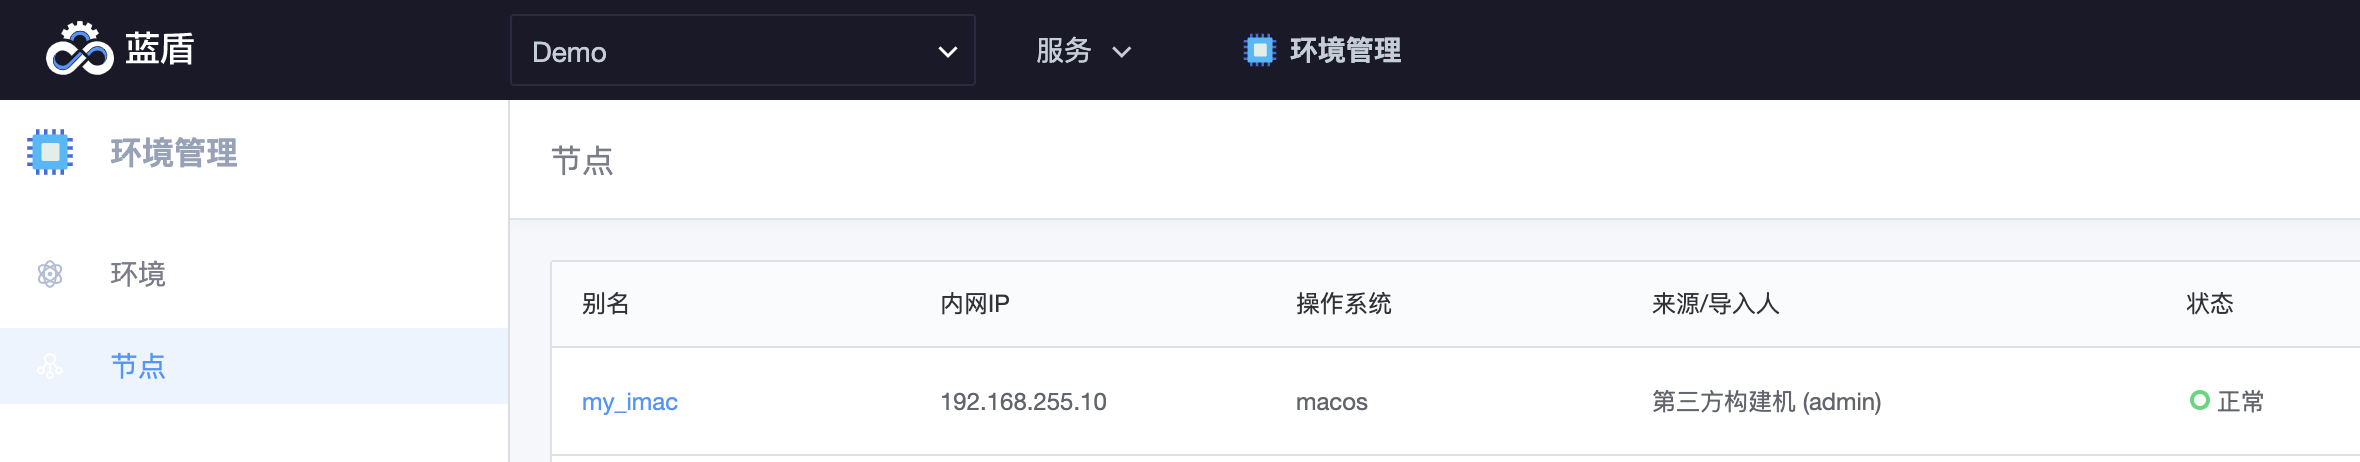 蓝盾 Demo 服务 环境管理
环境管理
节点
环境
节点
别名 内网IP 操作系统 来源/导入人 状态
my_imac 192.168.255.10 macos 第三方构建机 (admin) 正常